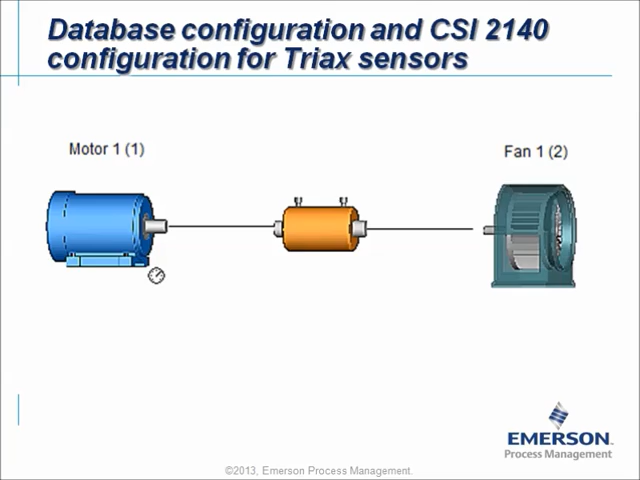 Database configuration and CSI 2140
configuration for Triax sensors
Motor 1 (1)
Fan 1 (2)
EMERSON.
Process Management
©2013, Emerson Process Management.